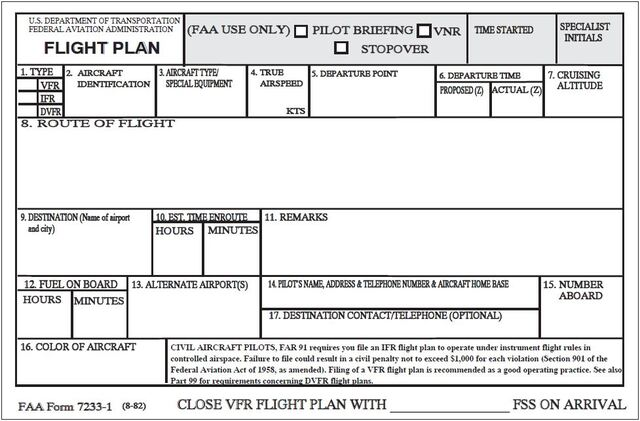 U.S. DEPARTMENT OF TRANSPORTATION
FEDERAL AVIATION ADMINISTRATION
FLIGHT PLAN
(FAA USE ONLY) PILOT BRIEFING VNR
STOPOVER
TIME STARTED
SPECIALIST
INITIALS
1. TYPE
VFR
IFR
DVFR
2. AIRCRAFT
IDENTIFICATION
3. AIRCRAFT TYPE/
SPECIAL EQUIPMENT
4. TRUE
AIRSPEED
KTS
5. DEPARTURE POINT
6. DEPARTURE TIME
PROPOSED (Z)
ACTUAL (Z)
7. CRUISING
ALTITUDE
8. ROUTE OF FLIGHT
9. DESTINATION (Name of airport
and city)
10. EST. TIME ENROUTE
HOURS
MINUTES
11. REMARKS
12. FUEL ON BOARD
HOURS
MINUTES
13. ALTERNATE AIRPORT(S)
14. PILOT'S NAME, ADDRESS & TELEPHONE NUMBER & AIRCRAFT HOME BASE
17. DESTINATION CONTACT/TELEPHONE (OPTIONAL)
15. NUMBER
ABOARD
16. COLOR OF AIRCRAFT
CIVIL AIRCRAFT PILOTS, FAR 91 requires you file an IFR flight plan to operate under instrument flight rules in
controlled airspace. Failure to file could result in a civil penalty not to exceed $1,000 for each violation (Section 901 of the
Federal Aviation Act of 1958, as amended). Filing of a VFR flight plan is recommended as a good operating practice. See also
Part 99 for requirements concerning DVFR flight plans.
FAA Form 7233-1 (8-82) CLOSE VFR FLIGHT PLAN WITH ____________ FSS ON ARRIVAL